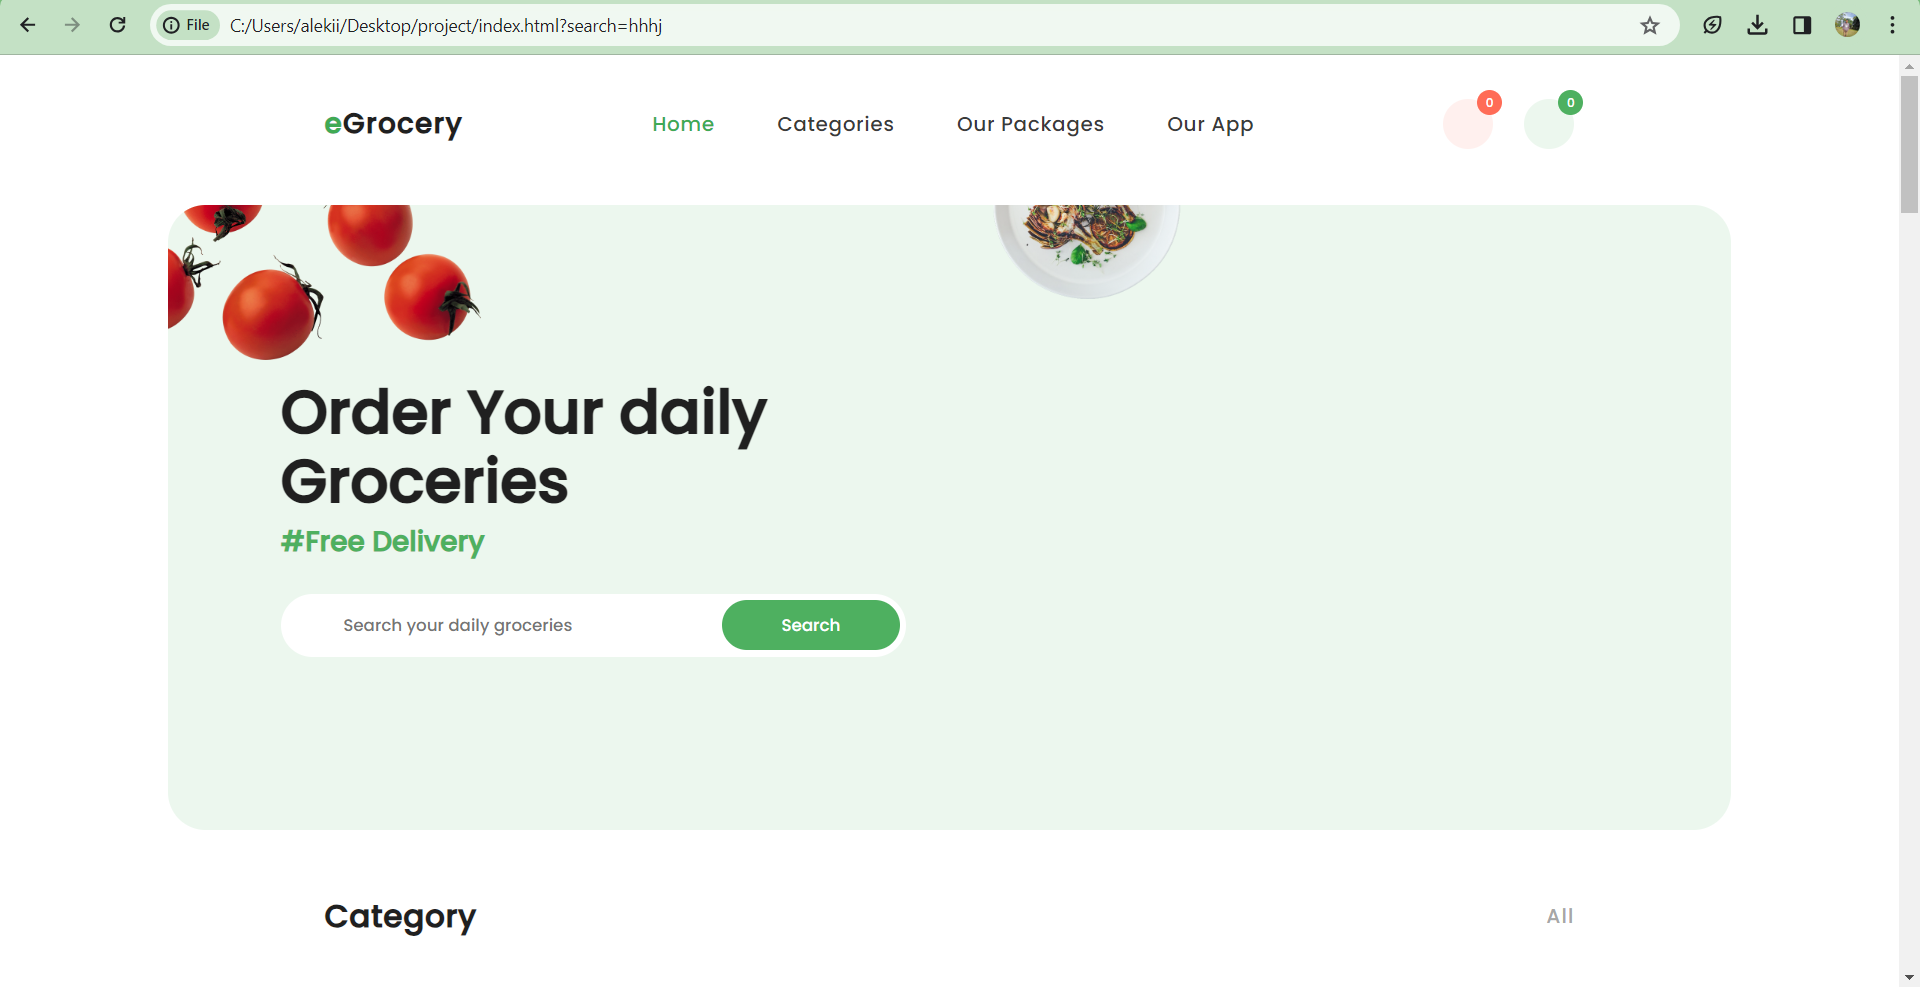 File C:/Users/alekii/Desktop/project/index.html?search=hhhj
eGrocery Home Categories Our Packages Our App 0 0
Order Your daily
Groceries
#Free Delivery
Search your daily groceries Search
Category All